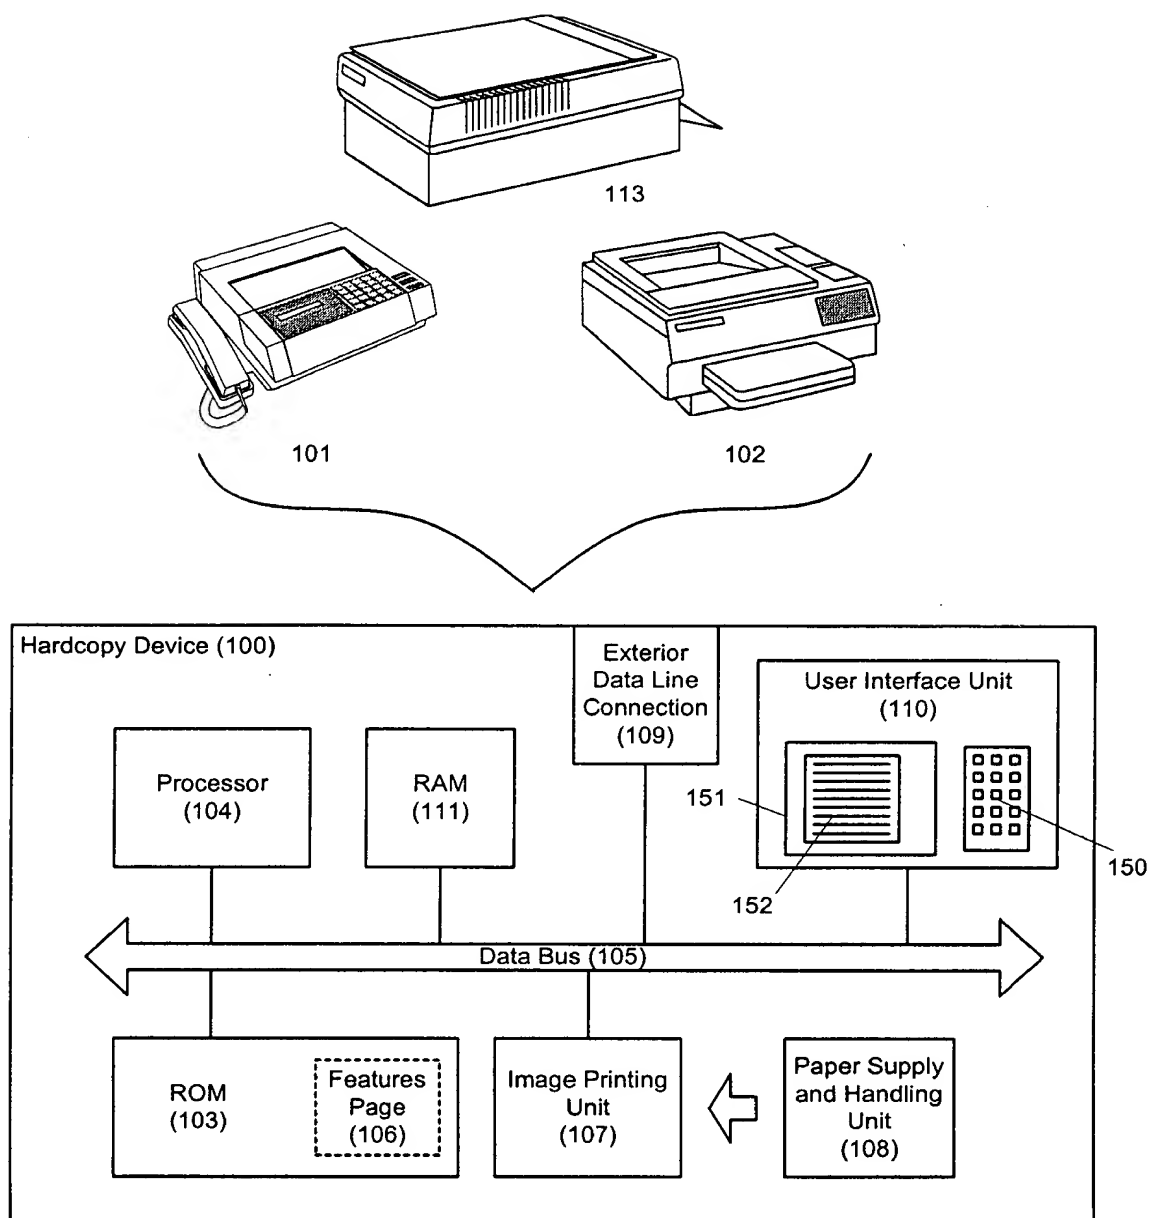 113
101
102
Hardcopy Device (100)
Exterior
Data Line
Connection
(109)
User Interface Unit
(110)
Processor
(104)
RAM
(111)
151
152
150
Data Bus (105)
ROM
(103)
Features
Page
(106)
Image Printing
Unit
(107)
Paper Supply
and Handling
Unit
(108)